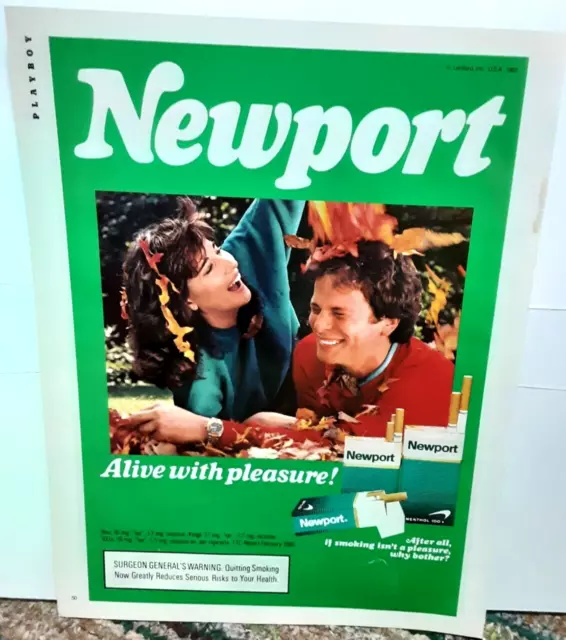 PLAYBOY
Newport
Alive with pleasure!
Newport
Newport
Newport.
MENTHOL 100s
After all,
if smoking isn't a pleasure,
why bother?
SURGEON GENERAL'S WARNING: Quitting Smoking
Now Greatly Reduces Serious Risks to Your Health.